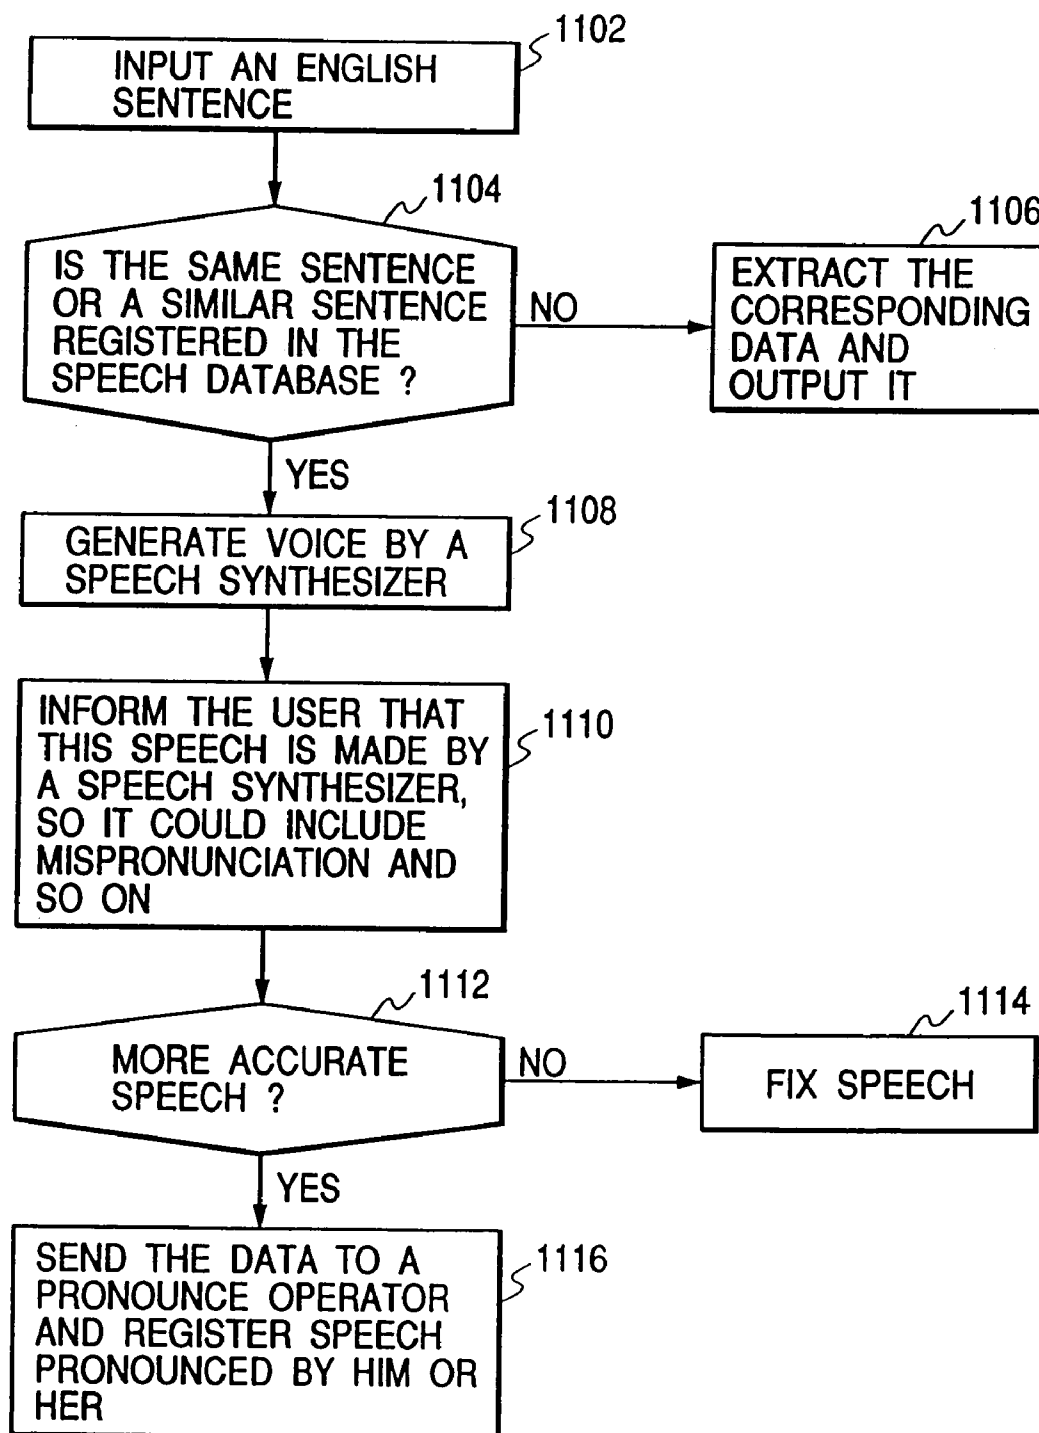 1102
INPUT AN ENGLISH
SENTENCE
1104
IS THE SAME SENTENCE
OR A SIMILAR SENTENCE
REGISTERED IN THE
SPEECH DATABASE ?
NO
1106
EXTRACT THE
CORRESPONDING
DATA AND
OUTPUT IT
YES
1108
GENERATE VOICE BY A
SPEECH SYNTHESIZER
1110
INFORM THE USER THAT
THIS SPEECH IS MADE BY
A SPEECH SYNTHESIZER,
SO IT COULD INCLUDE
MISPRONUNCIATION AND
SO ON
1112
MORE ACCURATE
SPEECH ?
NO
1114
FIX SPEECH
YES
1116
SEND THE DATA TO A
PRONOUNCE OPERATOR
AND REGISTER SPEECH
PRONOUNCED BY HIM OR
HER